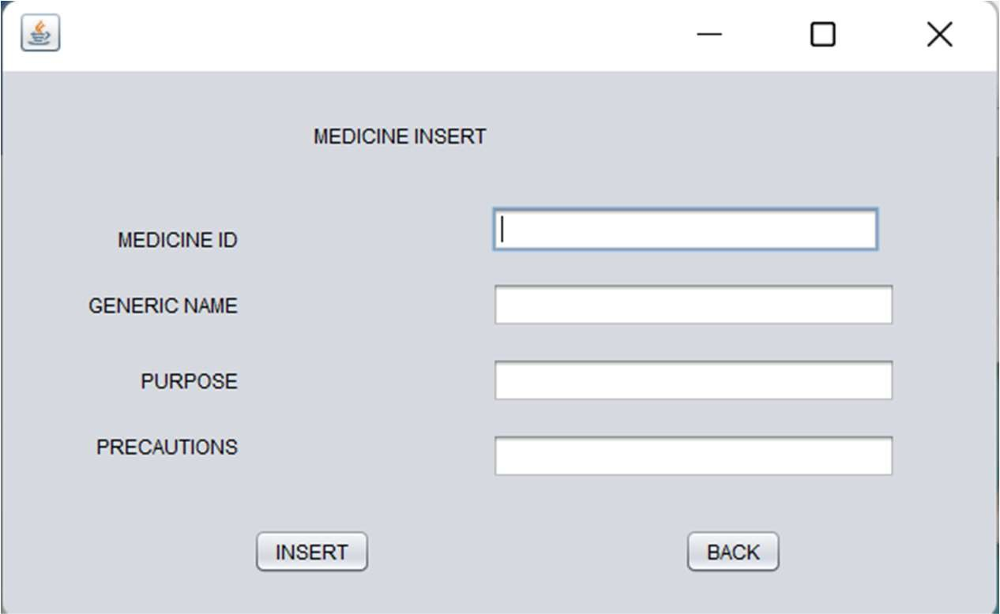 MEDICINE INSERT
MEDICINE ID
GENERIC NAME
PURPOSE
PRECAUTIONS
INSERT BACK